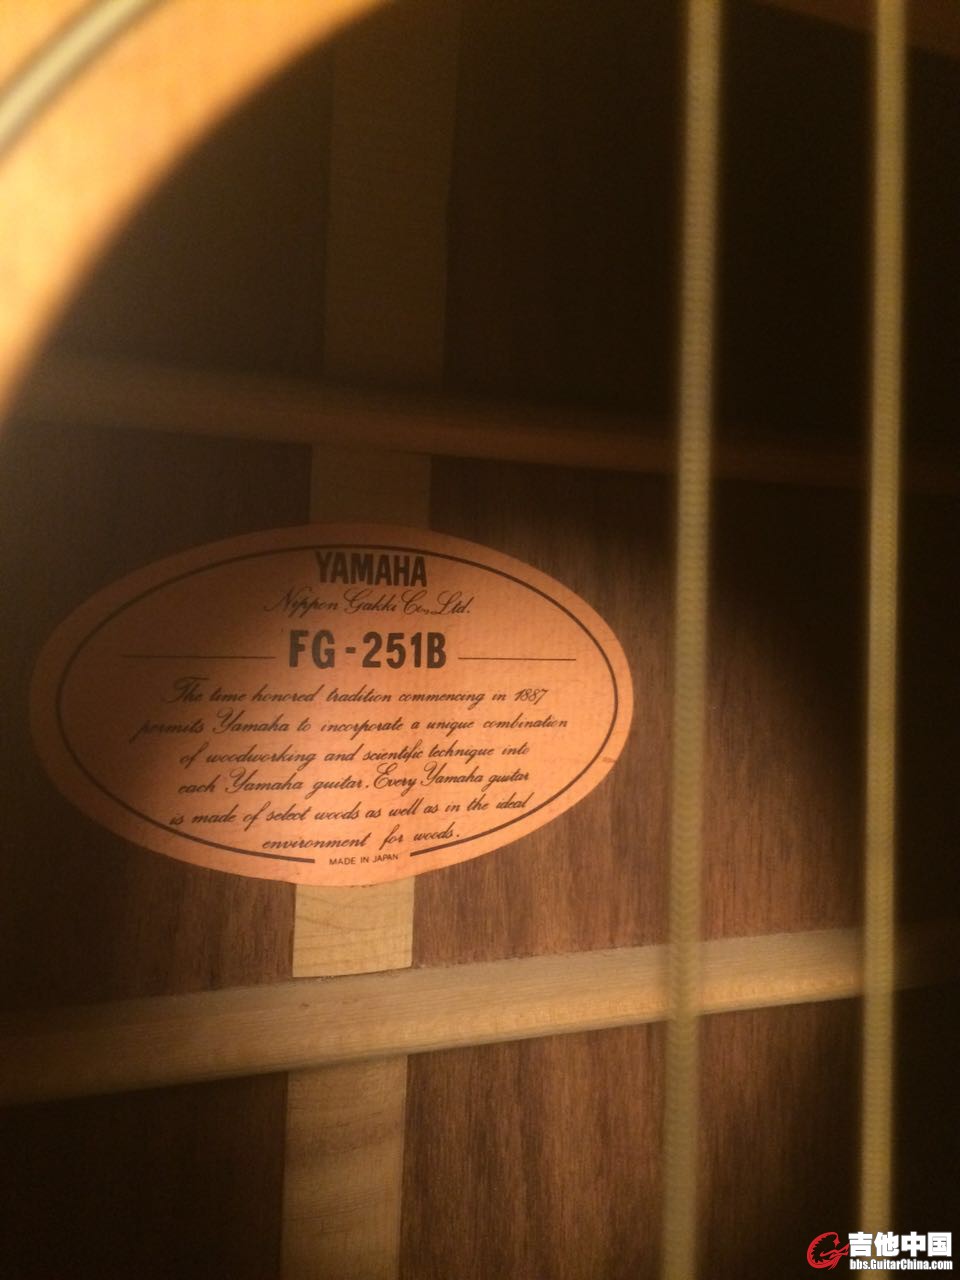 YAMAHA
Nippon Gakki Co., Ltd.
FG-251B
The time honored tradition commencing in 1887
permits Yamaha to incorporate a unique combination
of woodworking and scientific technique into
each Yamaha guitar. Every Yamaha guitar
is made of select woods as well as in the ideal
environment for woods.
MADE IN JAPAN
吉他中国
bbs.GuitarChina.com